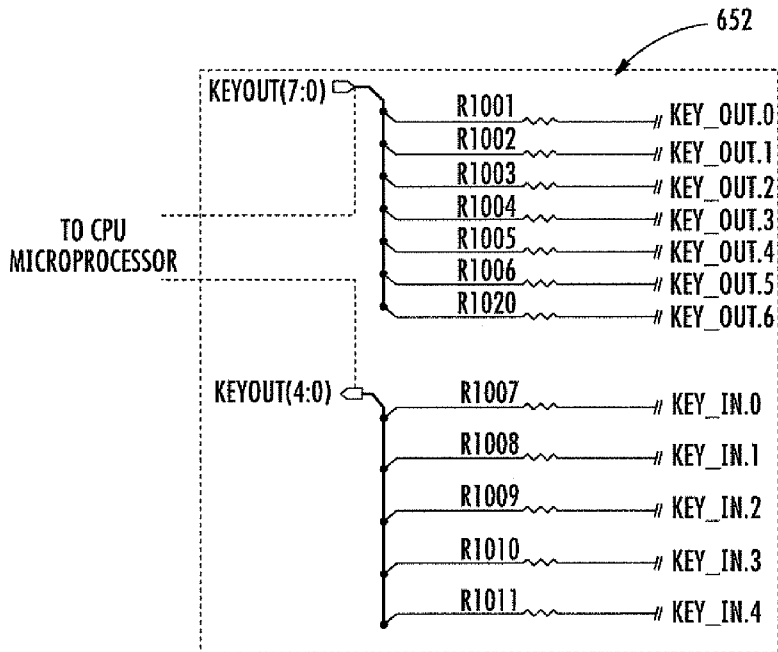 652
KEYOUT(7:0)
R1001 KEY_OUT.0
R1002 KEY_OUT.1
R1003 KEY_OUT.2
R1004 KEY_OUT.3
R1005 KEY_OUT.4
R1006 KEY_OUT.5
R1020 KEY_OUT.6
TO CPU
MICROPROCESSOR
KEYOUT(4:0)
R1007 KEY_IN.0
R1008 KEY_IN.1
R1009 KEY_IN.2
R1010 KEY_IN.3
R1011 KEY_IN.4